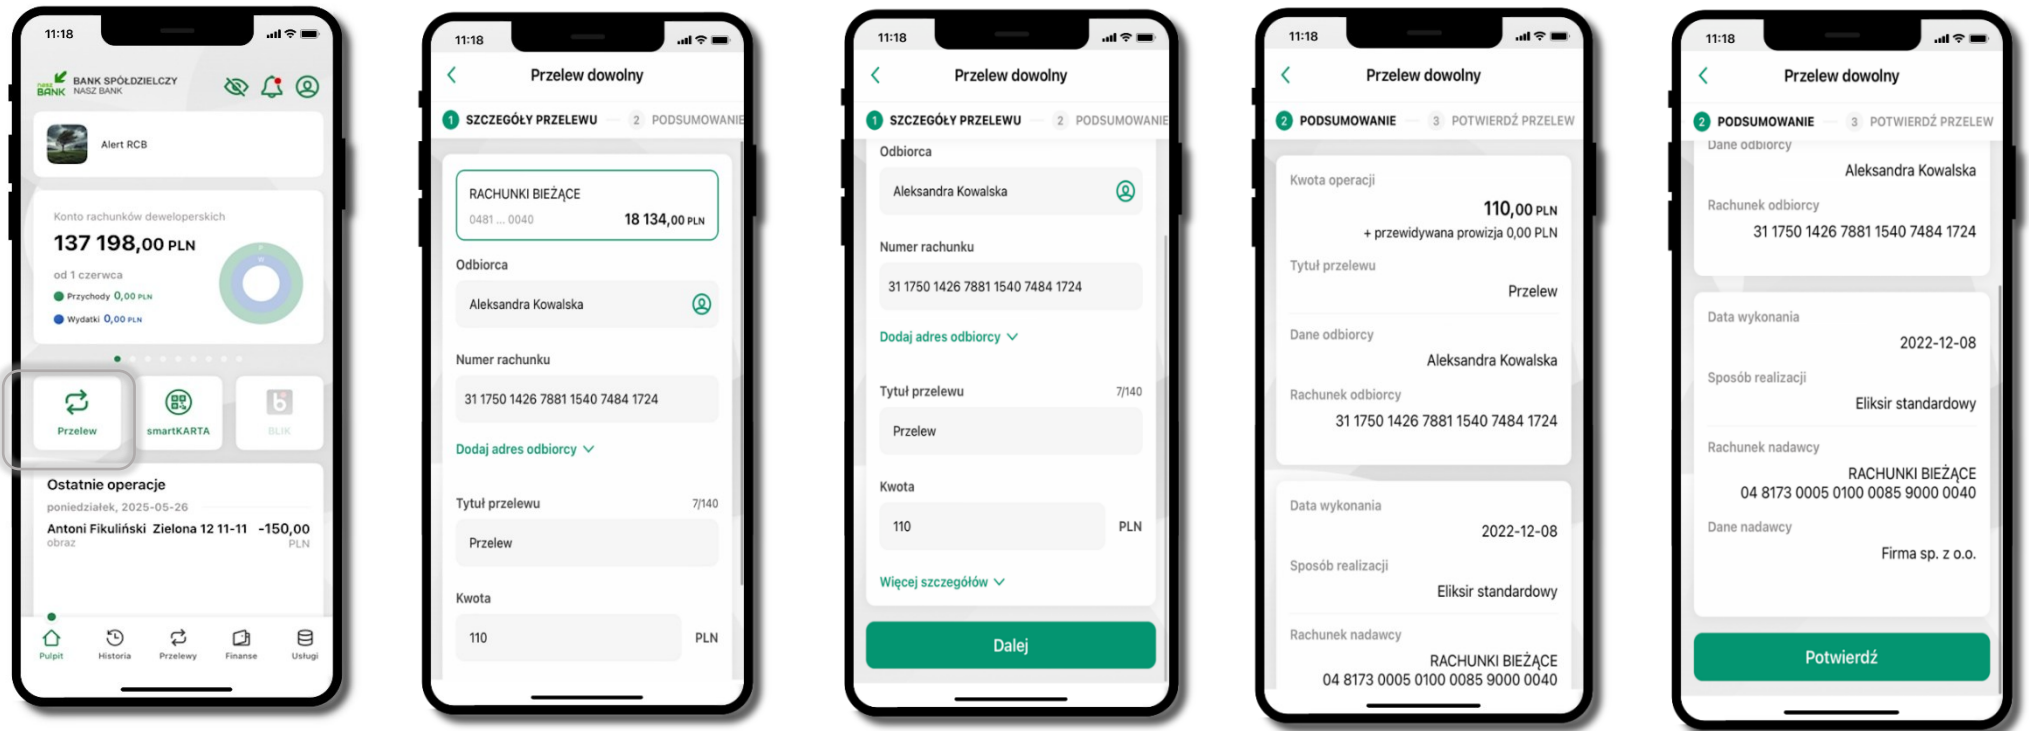 11:18
nasz
BANK
BANK SPÓŁDZIELCZY
NASZ BANK
Alert RCB
Konto rachunków deweloperskich
137 198,00 PLN
od 1 czerwca
Przychody 0,00 PLN
Wydatki 0,00 PLN
Przelew
smartKARTA
BLIK
Ostatnie operacje
poniedziałek, 2025-05-26
Antoni Fikuliński Zielona 12 11-11 -150,00
obraz PLN
Pulpit
Historia
Przelewy
Finanse
Usługi
11:18
Przelew dowolny
1 SZCZEGÓŁY PRZELEWU 2 PODSUMOWANIE
RACHUNKI BIEŻĄCE
0481 ... 0040 18 134,00 PLN
Odbiorca
Aleksandra Kowalska
Numer rachunku
31 1750 1426 7881 1540 7484 1724
Dodaj adres odbiorcy
Tytuł przelewu 7/140
Przelew
Kwota
110 PLN
11:18
Przelew dowolny
1 SZCZEGÓŁY PRZELEWU 2 PODSUMOWANIE
Odbiorca
Aleksandra Kowalska
Numer rachunku
31 1750 1426 7881 1540 7484 1724
Dodaj adres odbiorcy
Tytuł przelewu 7/140
Przelew
Kwota
110 PLN
Więcej szczegółów
Dalej
11:18
Przelew dowolny
2 PODSUMOWANIE 3 POTWIERDŹ PRZELEW
Kwota operacji
110,00 PLN
+ przewidywana prowizja 0,00 PLN
Tytuł przelewu
Przelew
Dane odbiorcy
Aleksandra Kowalska
Rachunek odbiorcy
31 1750 1426 7881 1540 7484 1724
Data wykonania
2022-12-08
Sposób realizacji
Eliksir standardowy
Rachunek nadawcy
RACHUNKI BIEŻĄCE
04 8173 0005 0100 0085 9000 0040
11:18
Przelew dowolny
2 PODSUMOWANIE 3 POTWIERDŹ PRZELEW
Dane odbiorcy
Aleksandra Kowalska
Rachunek odbiorcy
31 1750 1426 7881 1540 7484 1724
Data wykonania
2022-12-08
Sposób realizacji
Eliksir standardowy
Rachunek nadawcy
RACHUNKI BIEŻĄCE
04 8173 0005 0100 0085 9000 0040
Dane nadawcy
Firma sp. z o.o.
Potwierdź